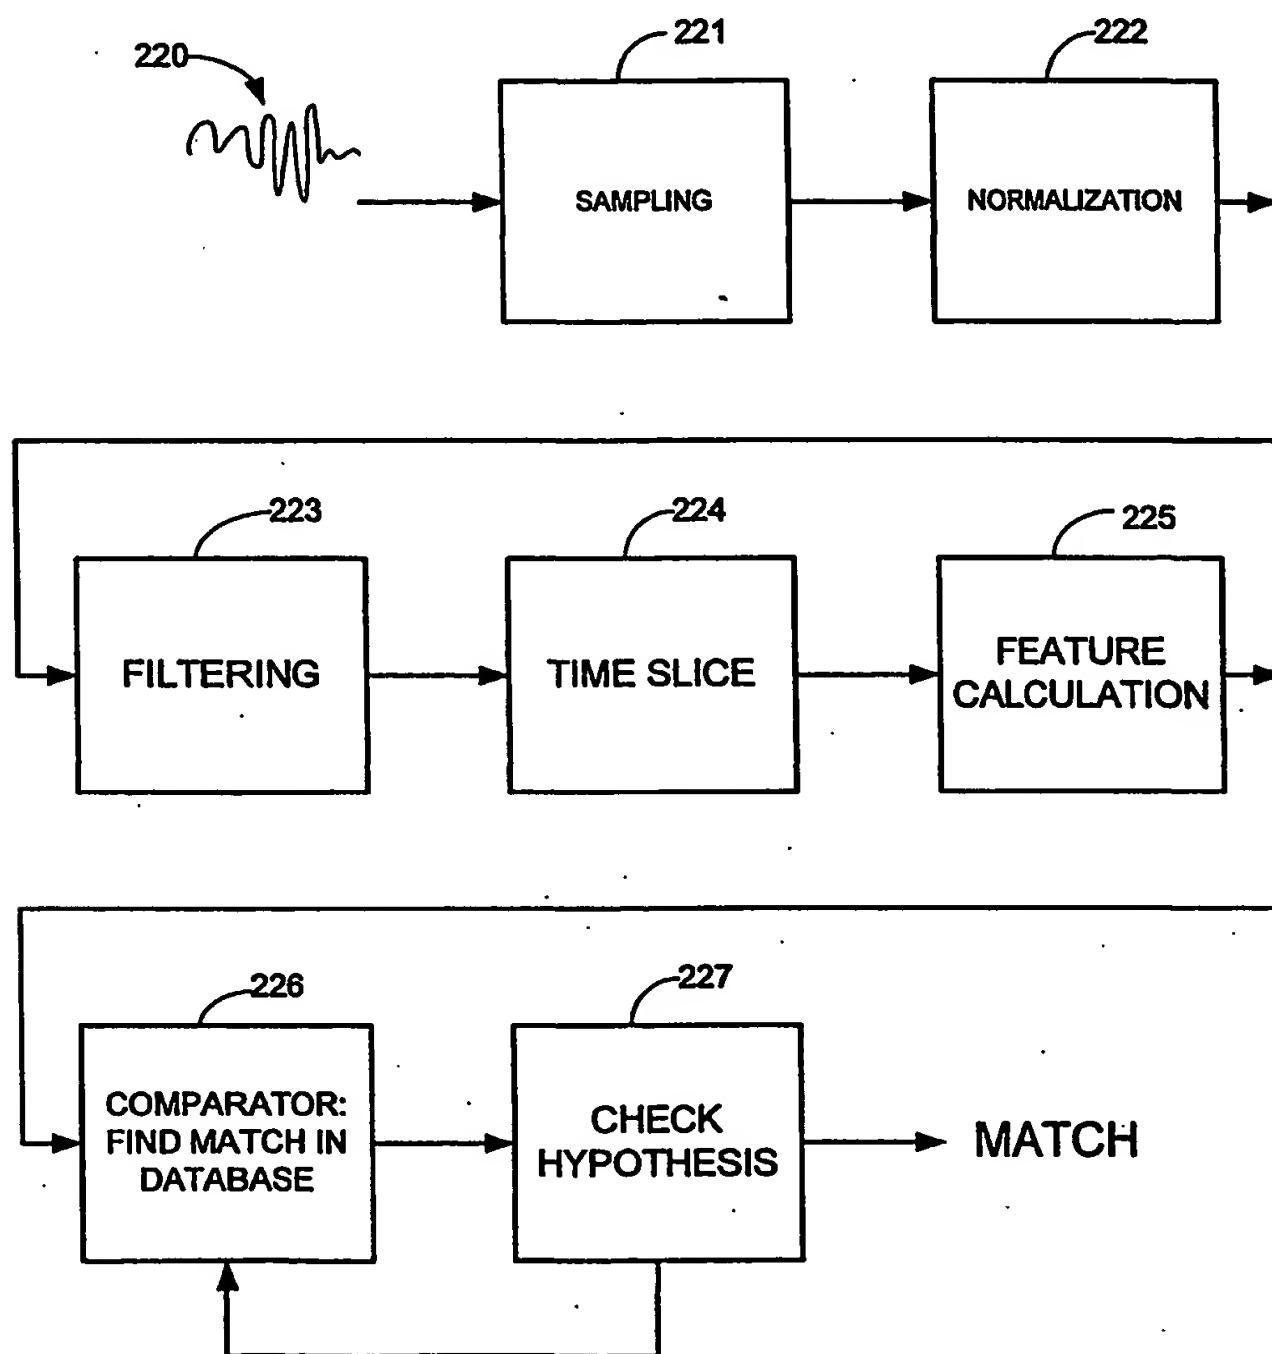 220
221
222
SAMPLING
NORMALIZATION
223
224
225
FILTERING
TIME SLICE
FEATURE
CALCULATION
226
227
COMPARATOR:
FIND MATCH IN
DATABASE
CHECK
HYPOTHESIS
MATCH